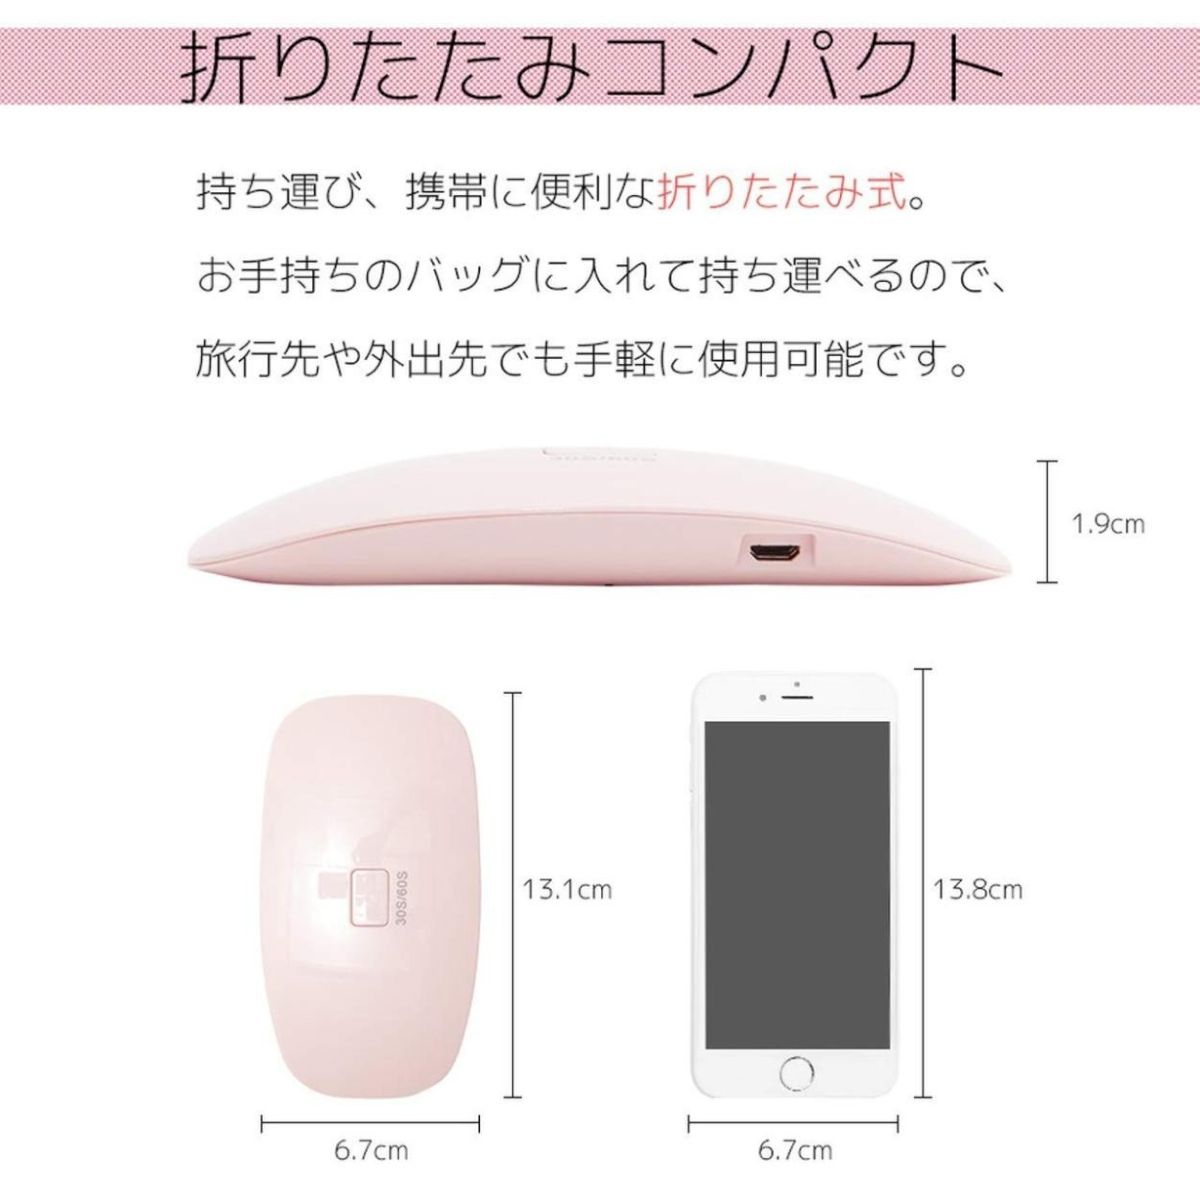 折りたたみコンパクト
持ち運び、携帯に便利な折りたたみ式。
お手持ちのバッグに入れて持ち運べるので、
旅行先や外出先でも手軽に使用可能です。
30S/60S
1.9cm
30S/60S
13.1cm
13.8cm
6.7cm
6.7cm